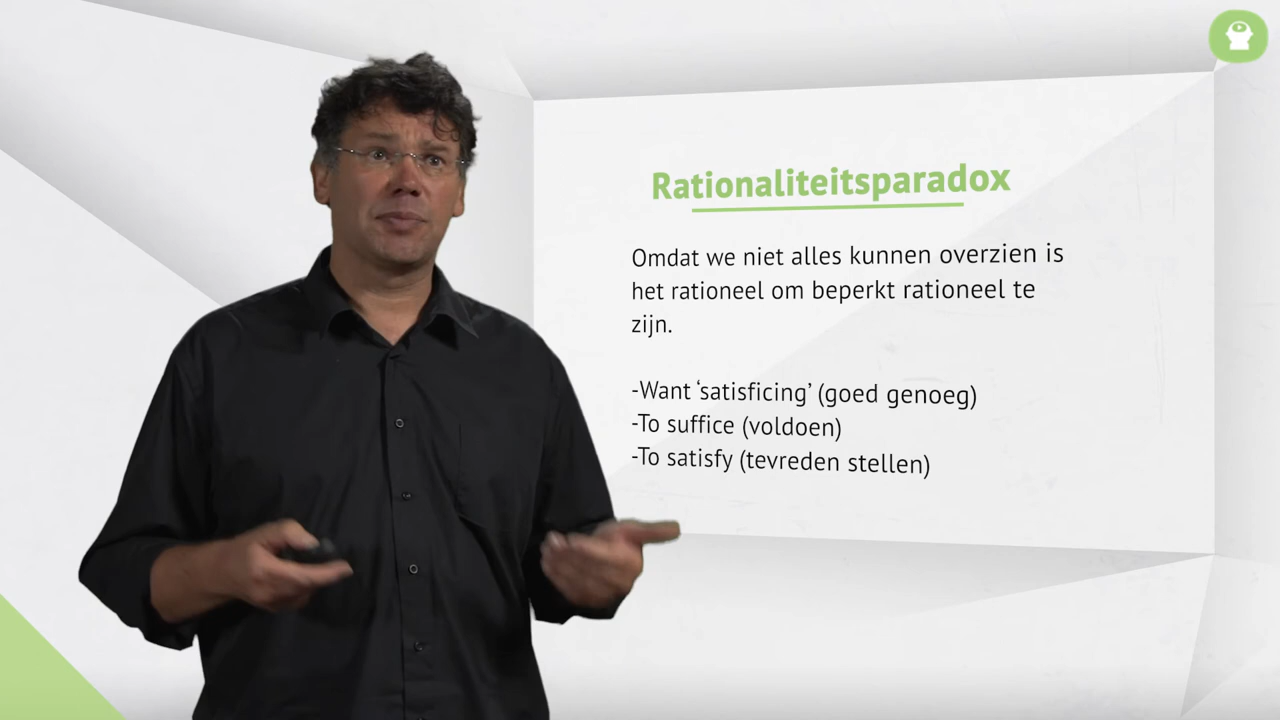 Rationaliteitsparadox
Omdat we niet alles kunnen overzien is
het rationeel om beperkt rationeel te
zijn.
-Want ‘satisficing’ (goed genoeg)
-To suffice (voldoen)
-To satisfy (tevreden stellen)